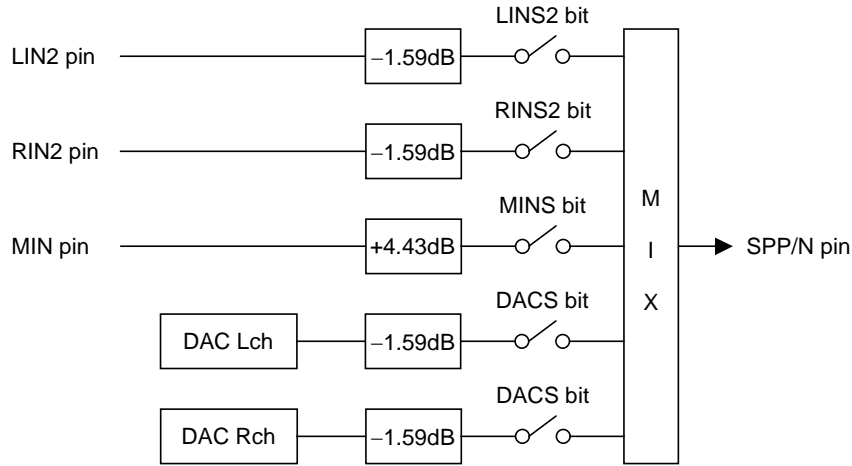 LINS2 bit
LIN2 pin
−1.59dB
RINS2 bit
RIN2 pin
−1.59dB
MINS bit
MIN pin
+4.43dB
M
I
X
SPP/N pin
DACS bit
DAC Lch
−1.59dB
DACS bit
DAC Rch
−1.59dB